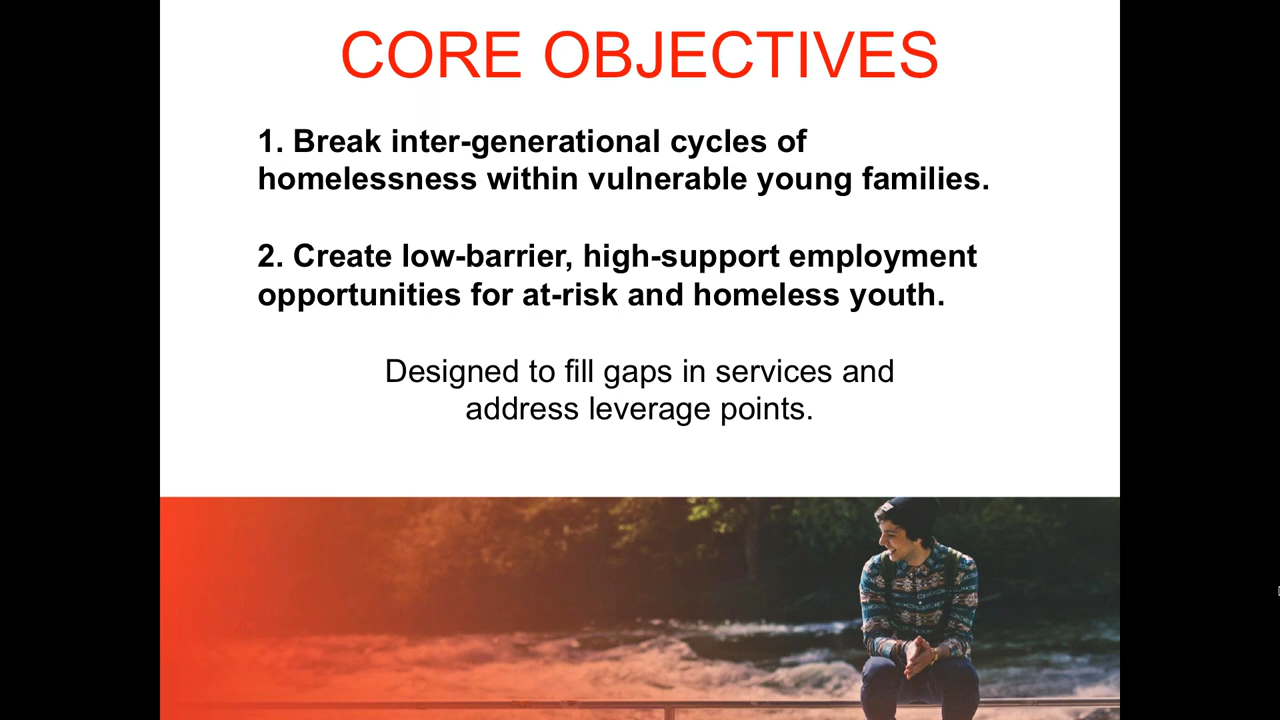 CORE OBJECTIVES
1. Break inter-generational cycles of
homelessness within vulnerable young families.
2. Create low-barrier, high-support employment
opportunities for at-risk and homeless youth.
Designed to fill gaps in services and
address leverage points.